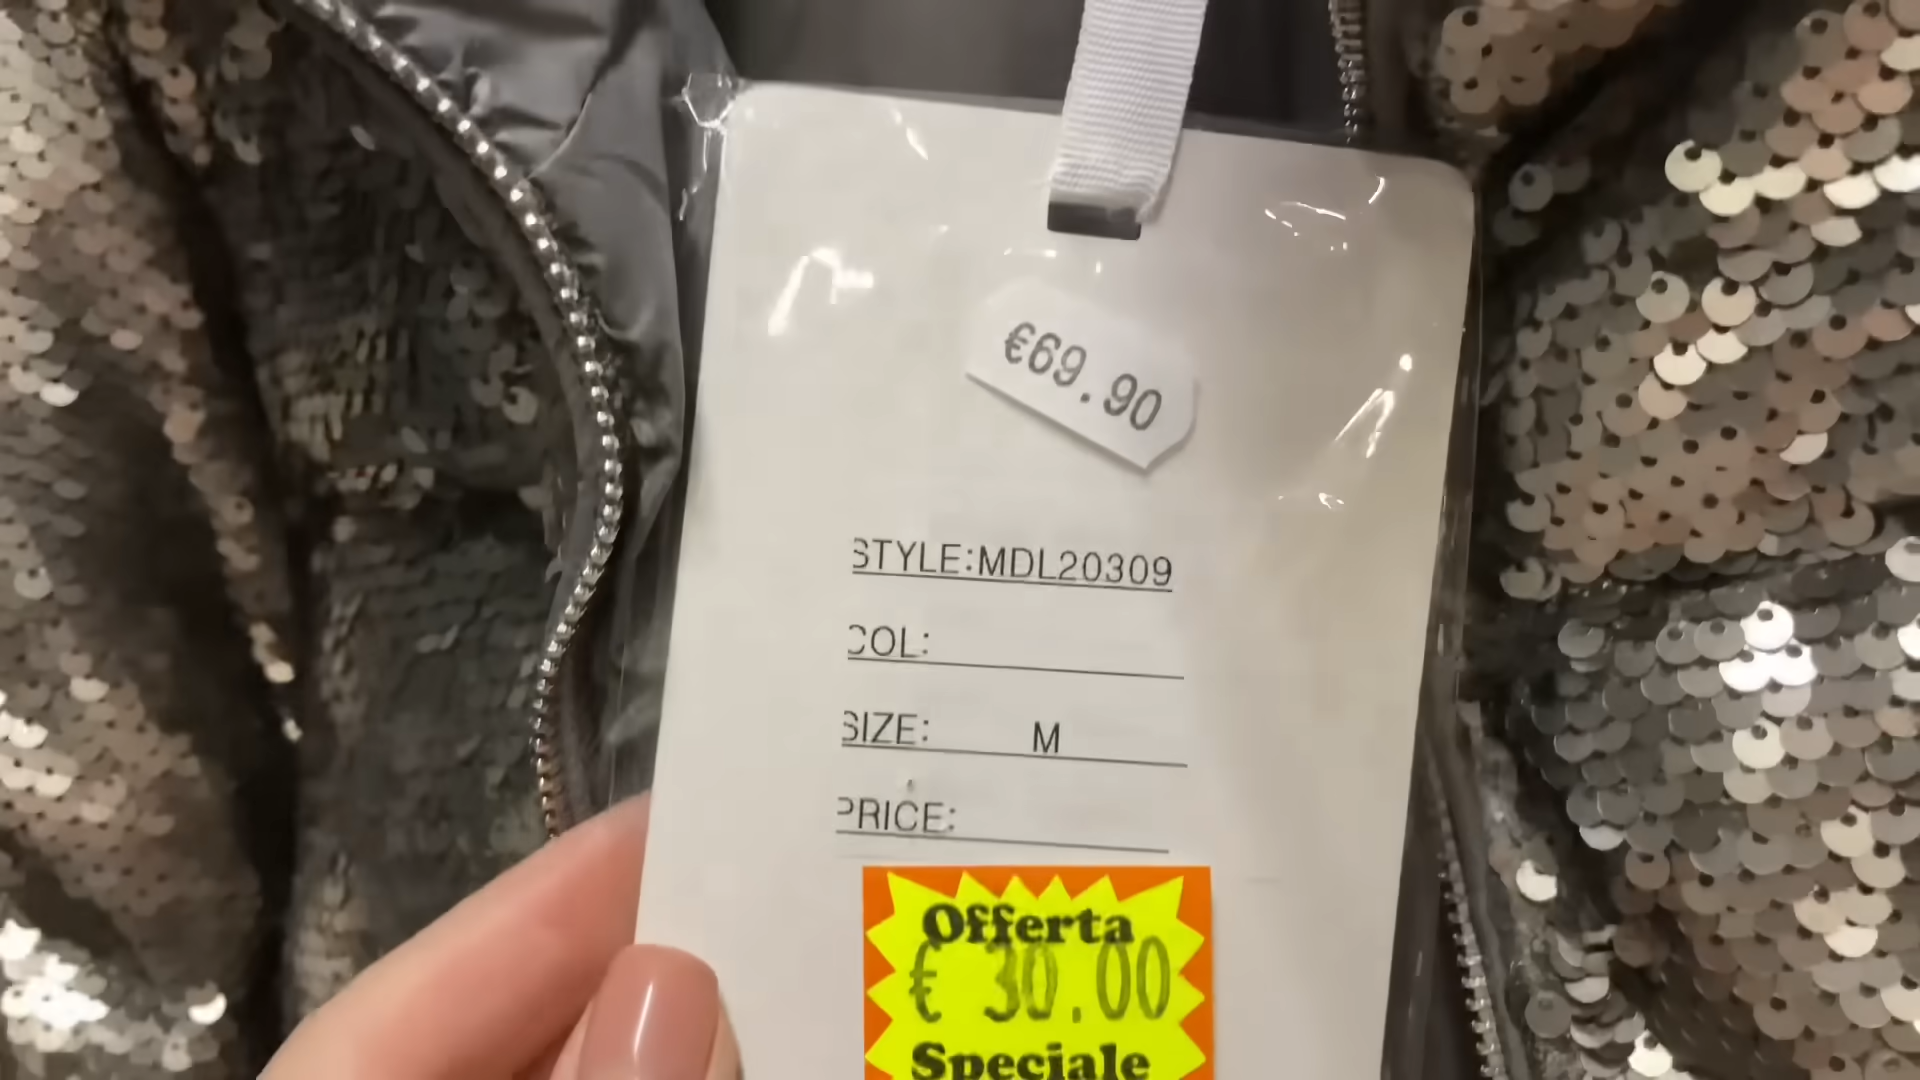 €69.90
STYLE:MDL20309
COL:
SIZE: M
PRICE:
Offerta
€ 30.00
Speciale